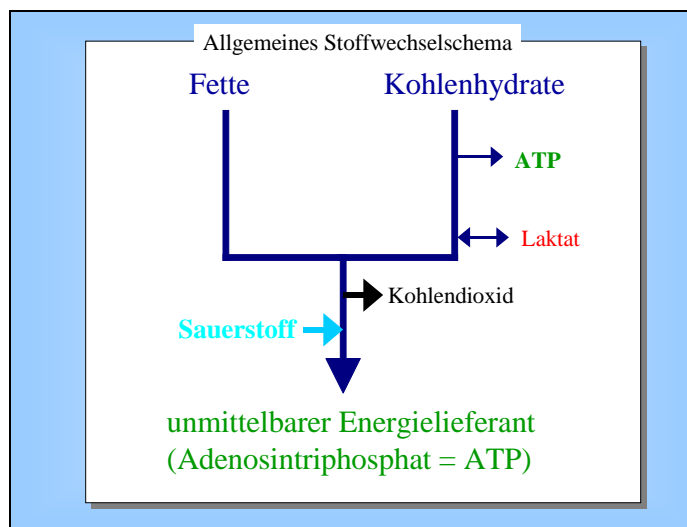 Allgemeines Stoffwechselschema
Fette
Kohlenhydrate
ATP
Laktat
Kohlendioxid
Sauerstoff
unmittelbarer Energielieferant
(Adenosintriphosphat = ATP)